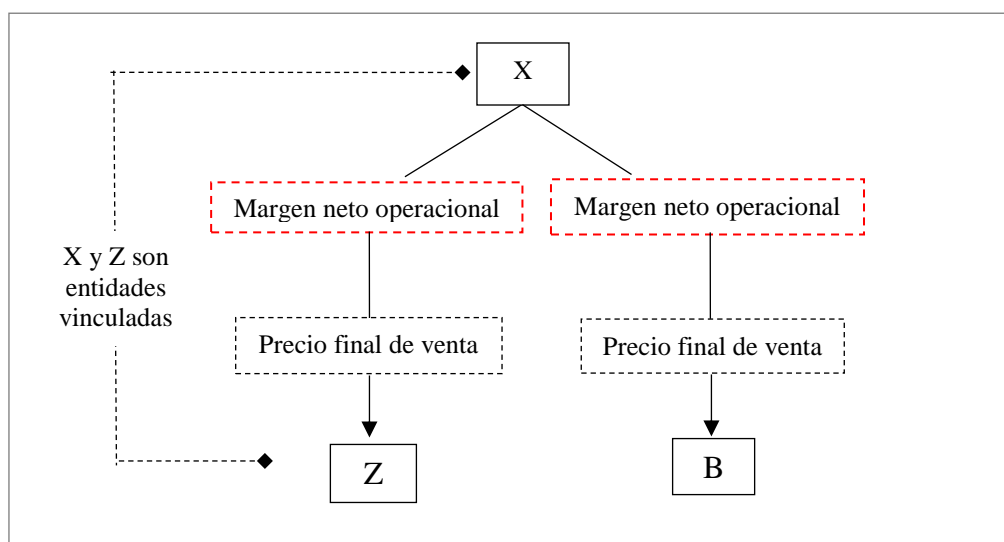 X
Margen neto operacional
Margen neto operacional
X y Z son
entidades
vinculadas
Precio final de venta
Precio final de venta
Z
B